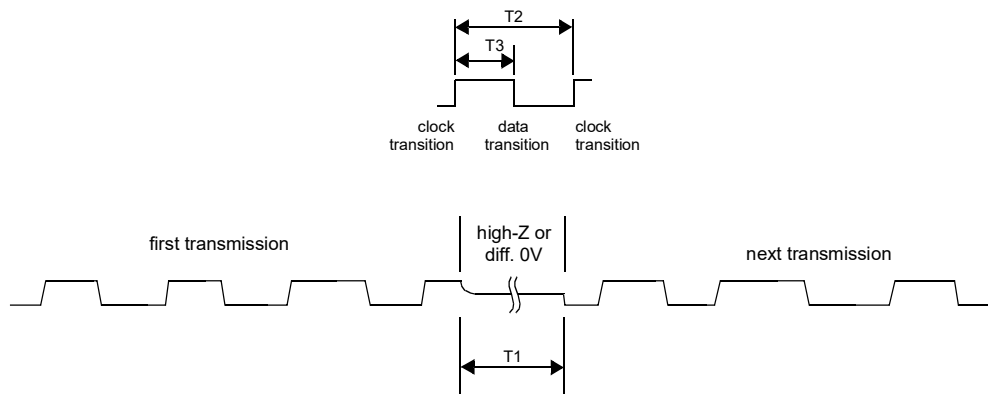 T2
T3
clock
transition
data
transition
clock
transition
first transmission
high-Z or
diff. 0V
next transmission
T1